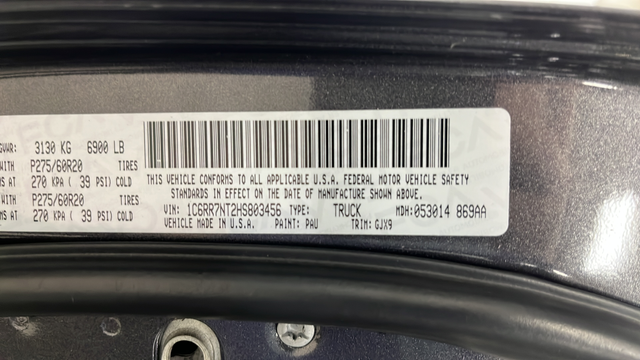 GVWR: 3130 KG 6900 LB
WITH P275/60R20 TIRES
MS AT 270 KPA ( 39 PSI) COLD
WITH P275/60R20 TIRES
MS AT 270 KPA ( 39 PSI) COLD
THIS VEHICLE CONFORMS TO ALL APPLICABLE U.S.A. FEDERAL MOTOR VEHICLE SAFETY
STANDARDS IN EFFECT ON THE DATE OF MANUFACTURE SHOWN ABOVE.
VIN: 1C6RR7NT2HS803456 TYPE: TRUCK MDH: 053014 869AA
VEHICLE MADE IN U.S.A. PAINT: PAU TRIM: GJX9